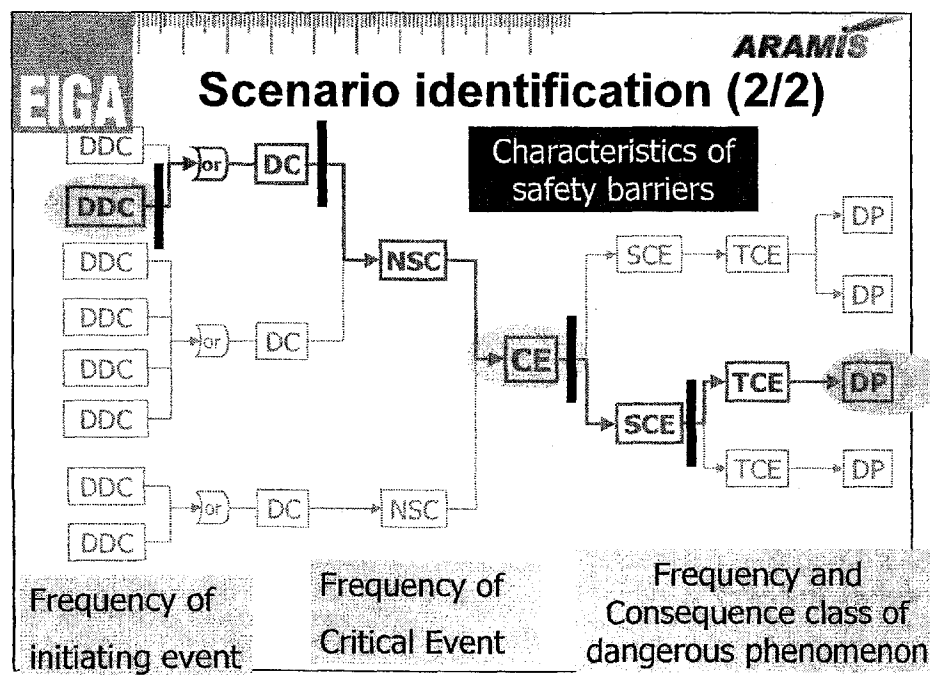 ARAMIS
EIGA
Scenario identification (2/2)
Characteristics of
safety barriers
DDC
or
DC
DDC
DP
DDC
NSC
SCE
TCE
DP
DDC
or
DC
CE
DDC
TCE
DP
DDC
SCE
TCE
DP
DDC
or
DC
NSC
DDC
Frequency of
initiating event
Frequency of
Critical Event
Frequency and
Consequence class of
dangerous phenomenon